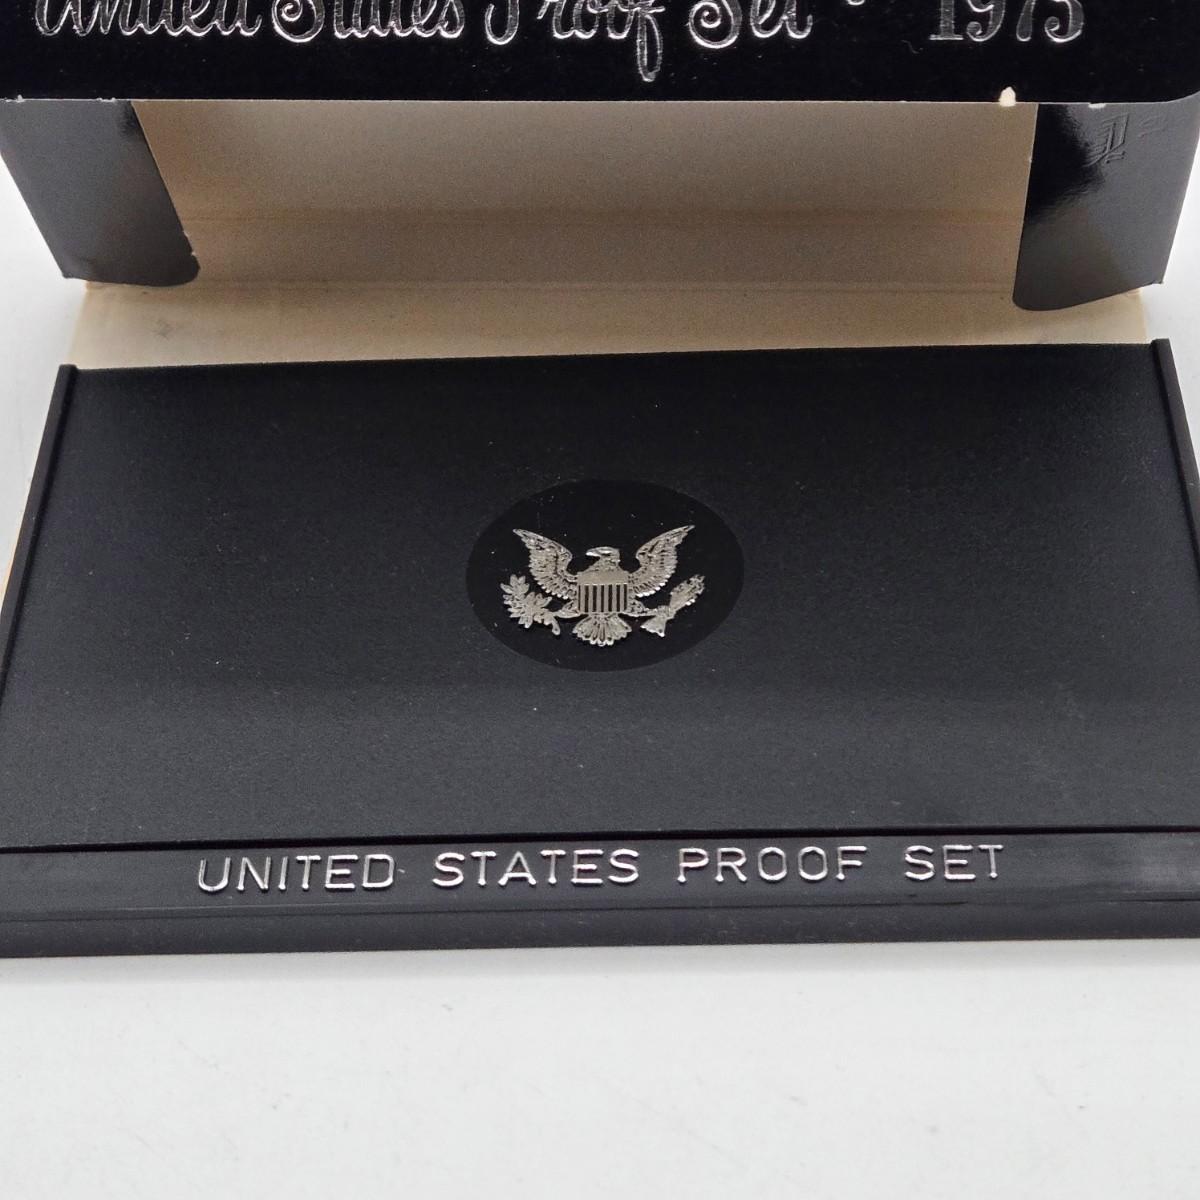 United States Proof Set · 1975
UNITED STATES PROOF SET